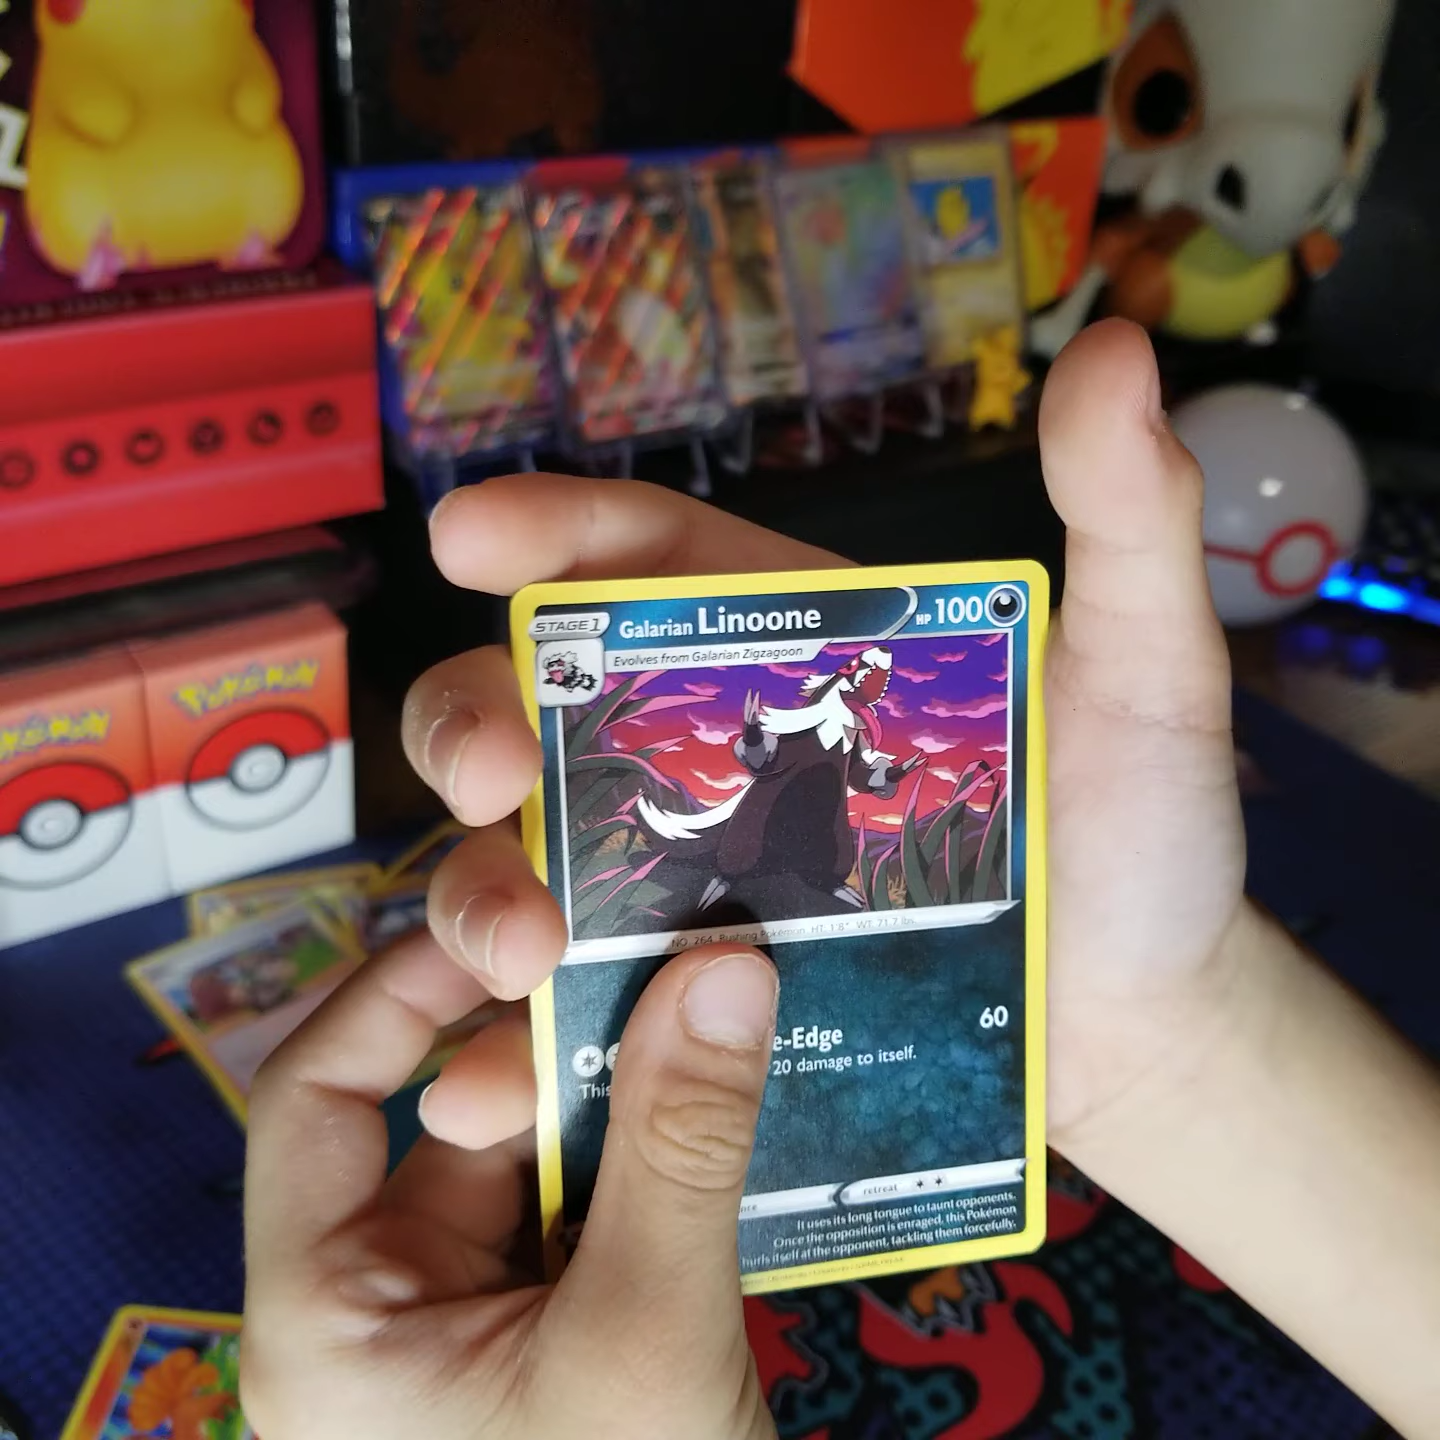 STAGE 1
Galarian Linoone
HP 100
Evolves from Galarian Zigzagoon
NO. 264 Rushing Pokémon HT: 1'8" WT: 71.7 lbs.
e-Edge 60
This 20 damage to itself.
retreat
It uses its long tongue to taunt opponents.
Once the opposition is enraged, this Pokémon
hurls itself at the opponent, tackling them forcefully.
POKéMON
POKéMON